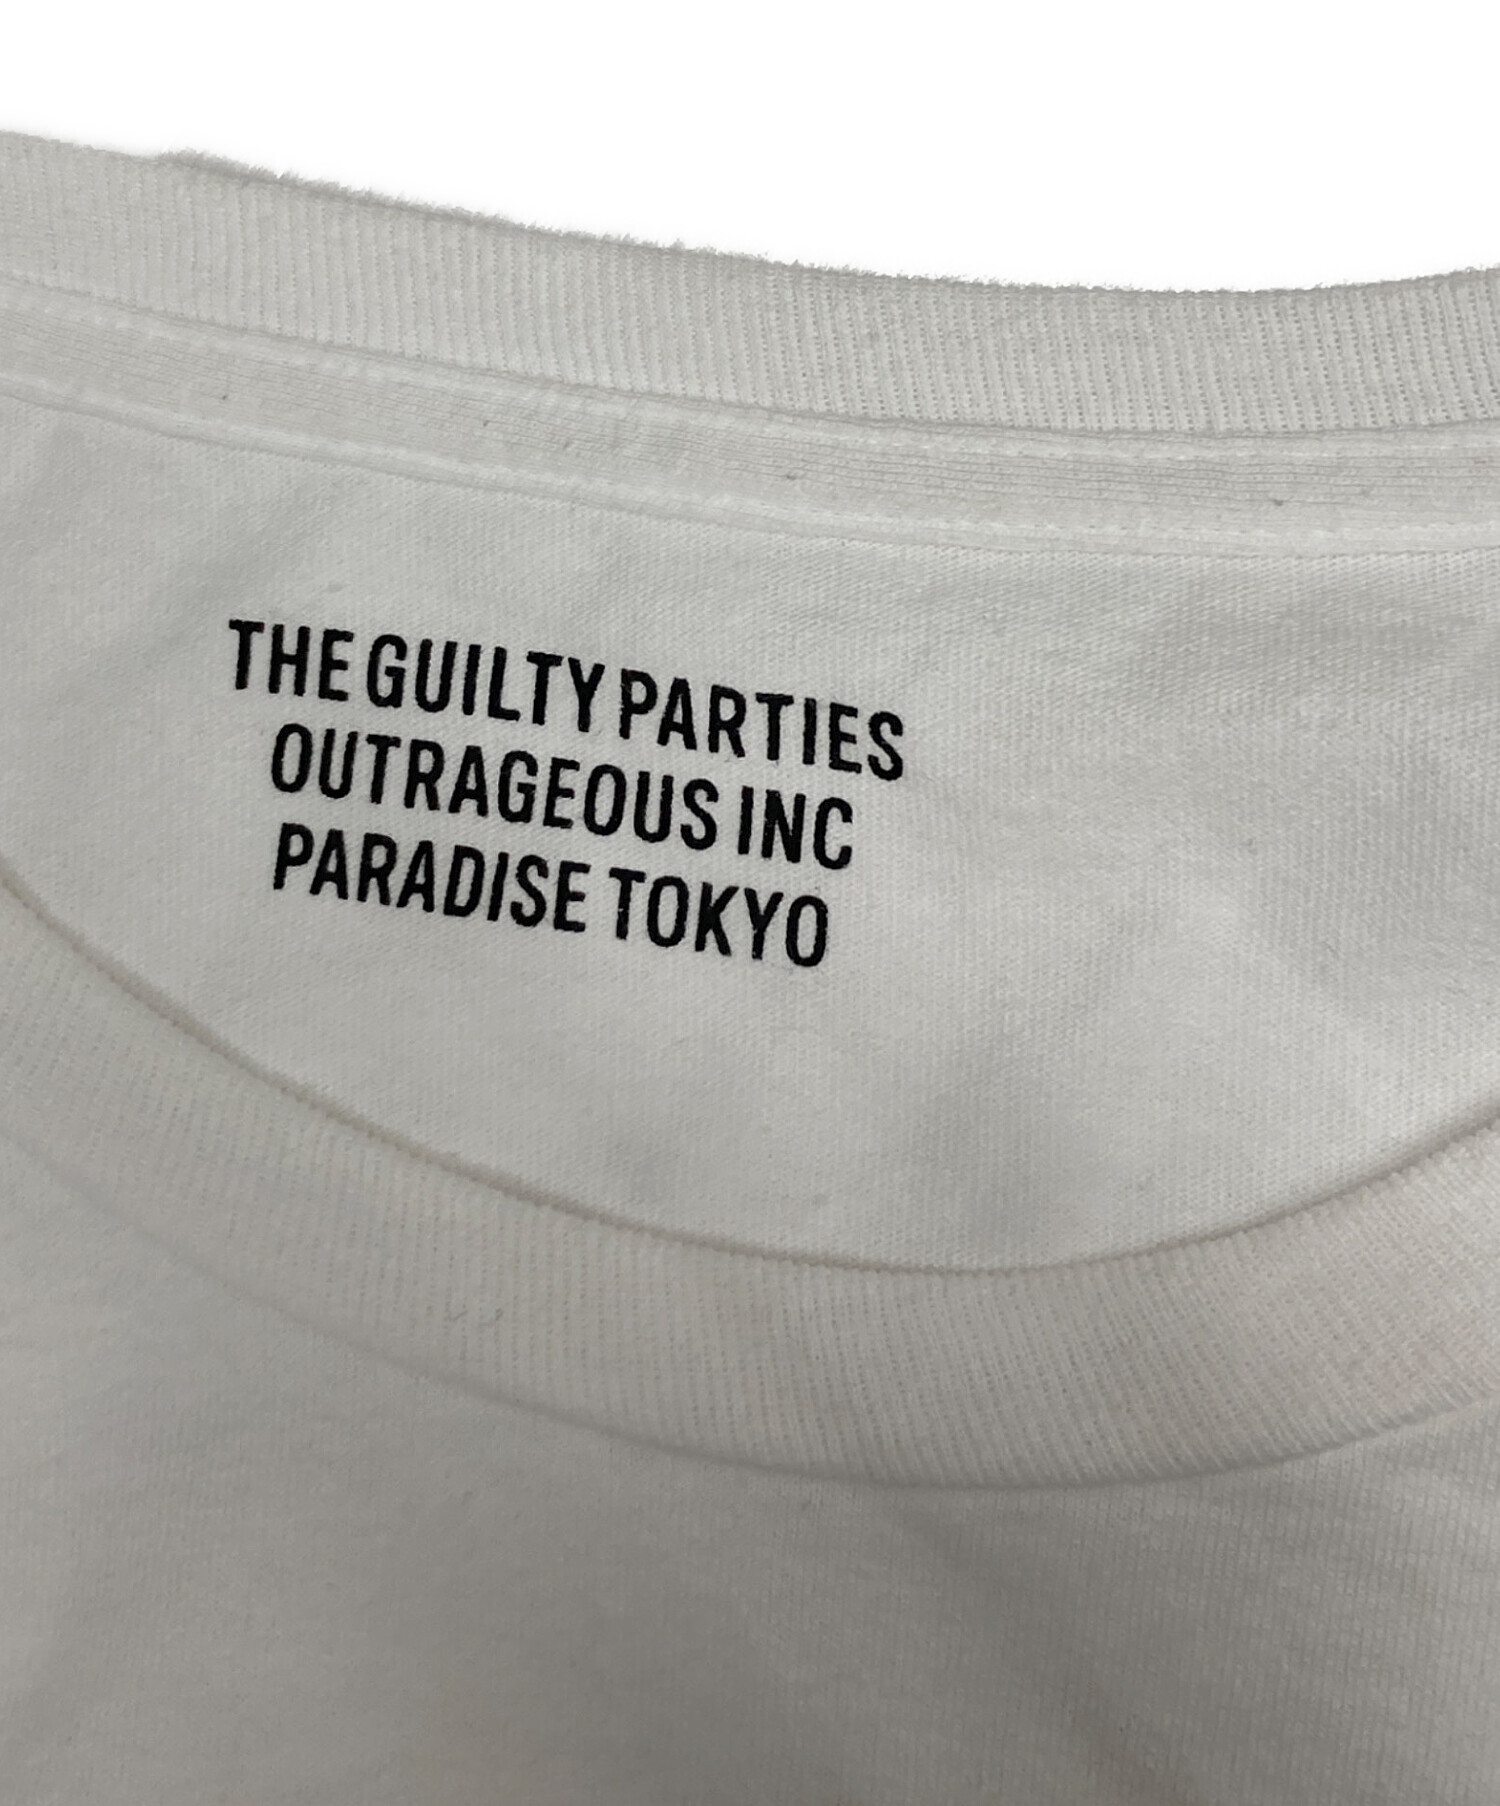 THE GUILTY PARTIES
OUTRAGEOUS INC
PARADISE TOKYO